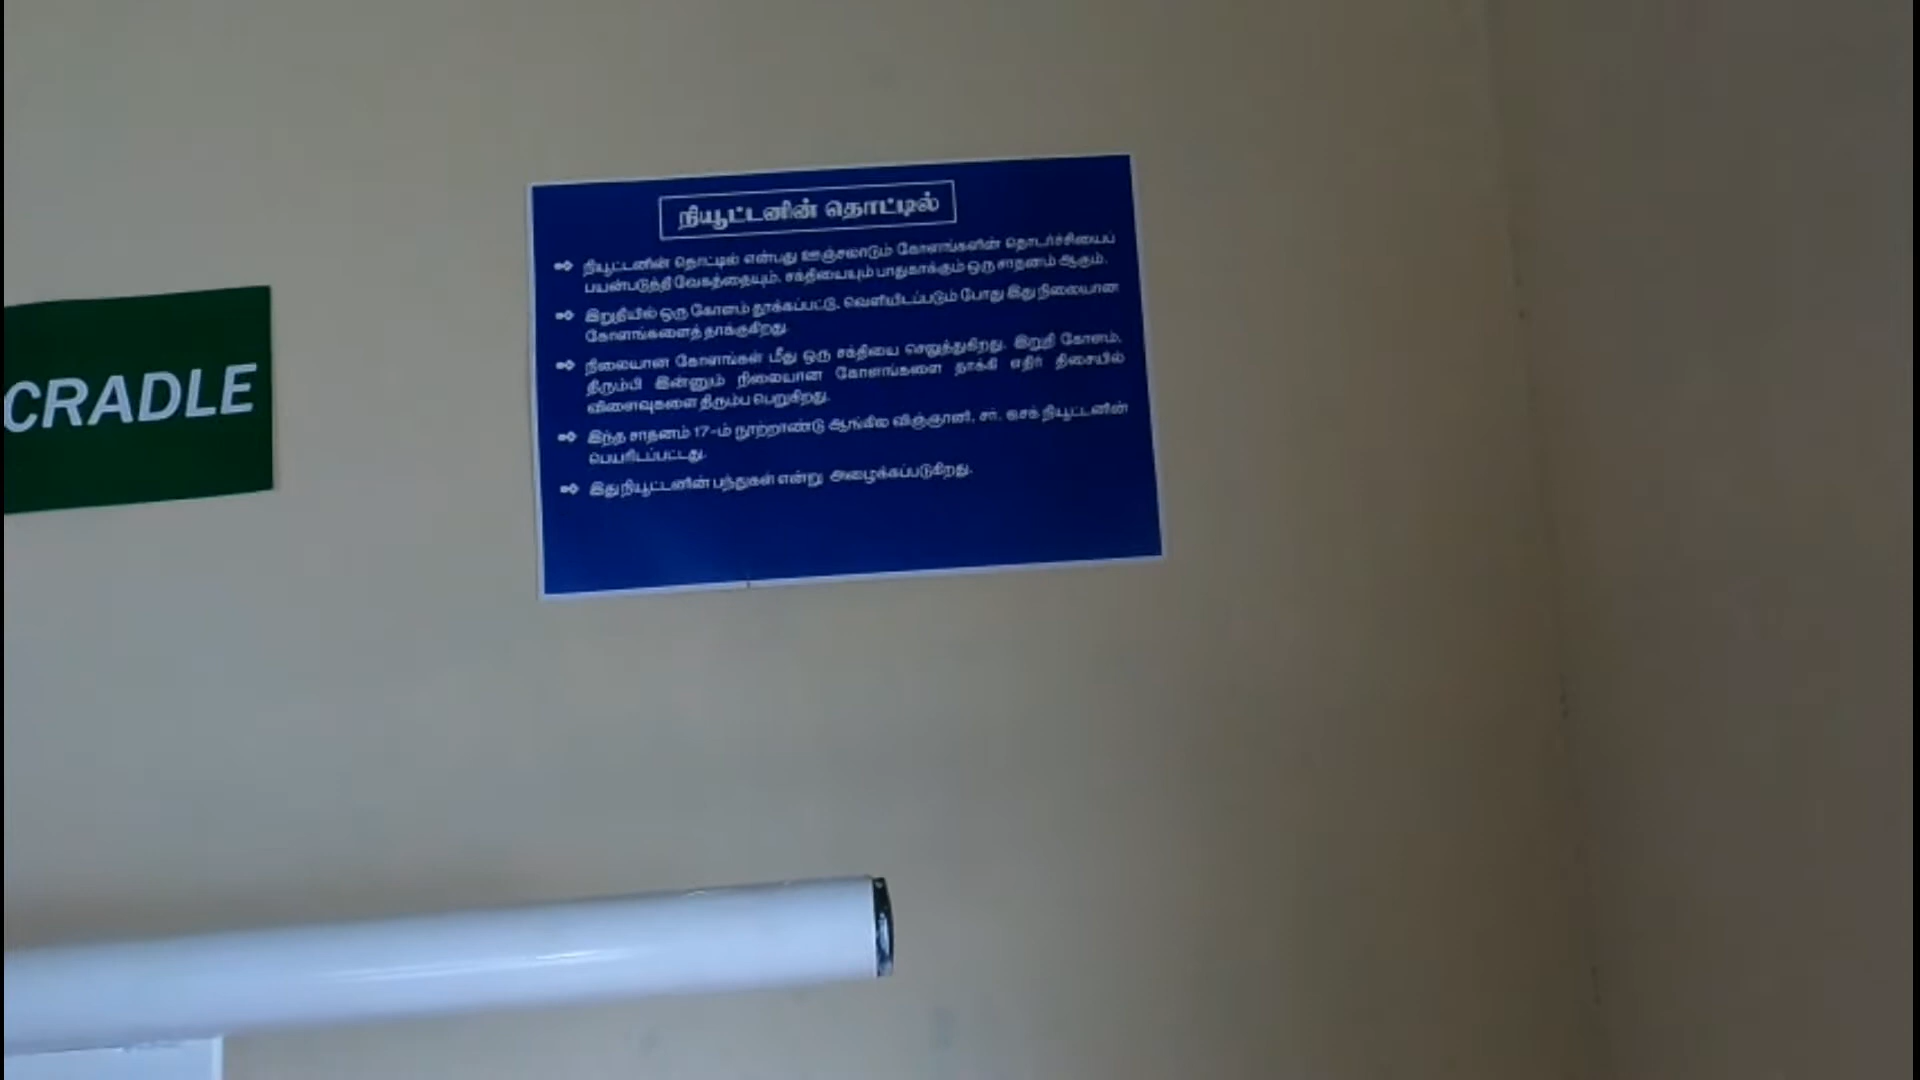 CRADLE
நியூட்டனின் தொட்டில்
நியூட்டனின் தொட்டில் என்பது ஊஞ்சலாடும் கோளங்களின் தொடர்ச்சியைப்
பயன்படுத்தி வேகத்தையும், சக்தியையும் பாதுகாக்கும் ஒரு சாதனம் ஆகும்.
இறுதியில் ஒரு கோளம் தூக்கப்பட்டு, வெளியிடப்படும் போது இது நிலையான
கோளங்களைத் தாக்குகிறது.
நிலையான கோளங்கள் மீது ஒரு சக்தியை செலுத்துகிறது. இறுதி கோளம்,
திரும்பி இன்னும் நிலையான கோளங்களை தாக்கி எதிர் திசையில்
விளைவுகளை திரும்ப பெறுகிறது.
இந்த சாதனம் 17-ம் நூற்றாண்டு ஆங்கில விஞ்ஞானி, சர். ஐசக் நியூட்டனின்
பெயரிடப்பட்டது.
இது நியூட்டனின் பந்துகள் என்று அழைக்கப்படுகிறது.